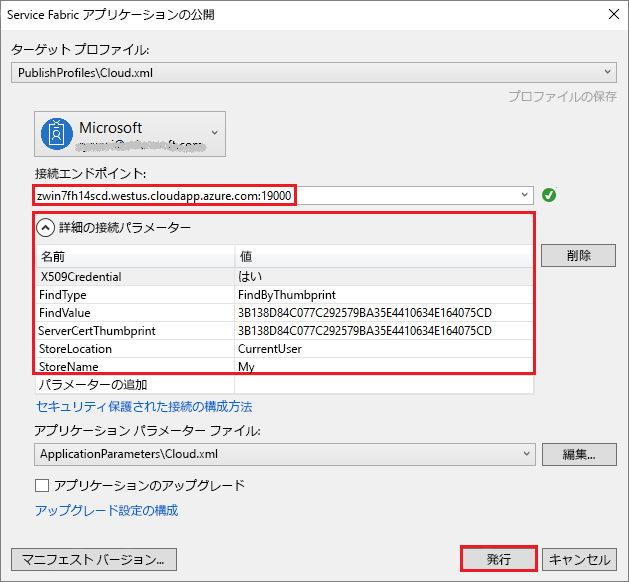 Service Fabric アプリケーションの公開
ターゲット プロファイル:
PublishProfiles\Cloud.xml
プロファイルの保存
Microsoft
接続エンドポイント:
zwin7fh14scd.westus.cloudapp.azure.com:19000
詳細の接続パラメーター
名前 値
X509Credential はい
FindType FindByThumbprint
FindValue 3B138D84C077C292579BA35E4410634E164075CD
ServerCertThumbprint 3B138D84C077C292579BA35E4410634E164075CD
StoreLocation CurrentUser
StoreName My
パラメーターの追加
削除
セキュリティ保護された接続の構成方法
アプリケーション パラメーター ファイル:
ApplicationParameters\Cloud.xml
編集...
アプリケーションのアップグレード
アップグレード設定の構成
マニフェスト バージョン... 発行 キャンセル